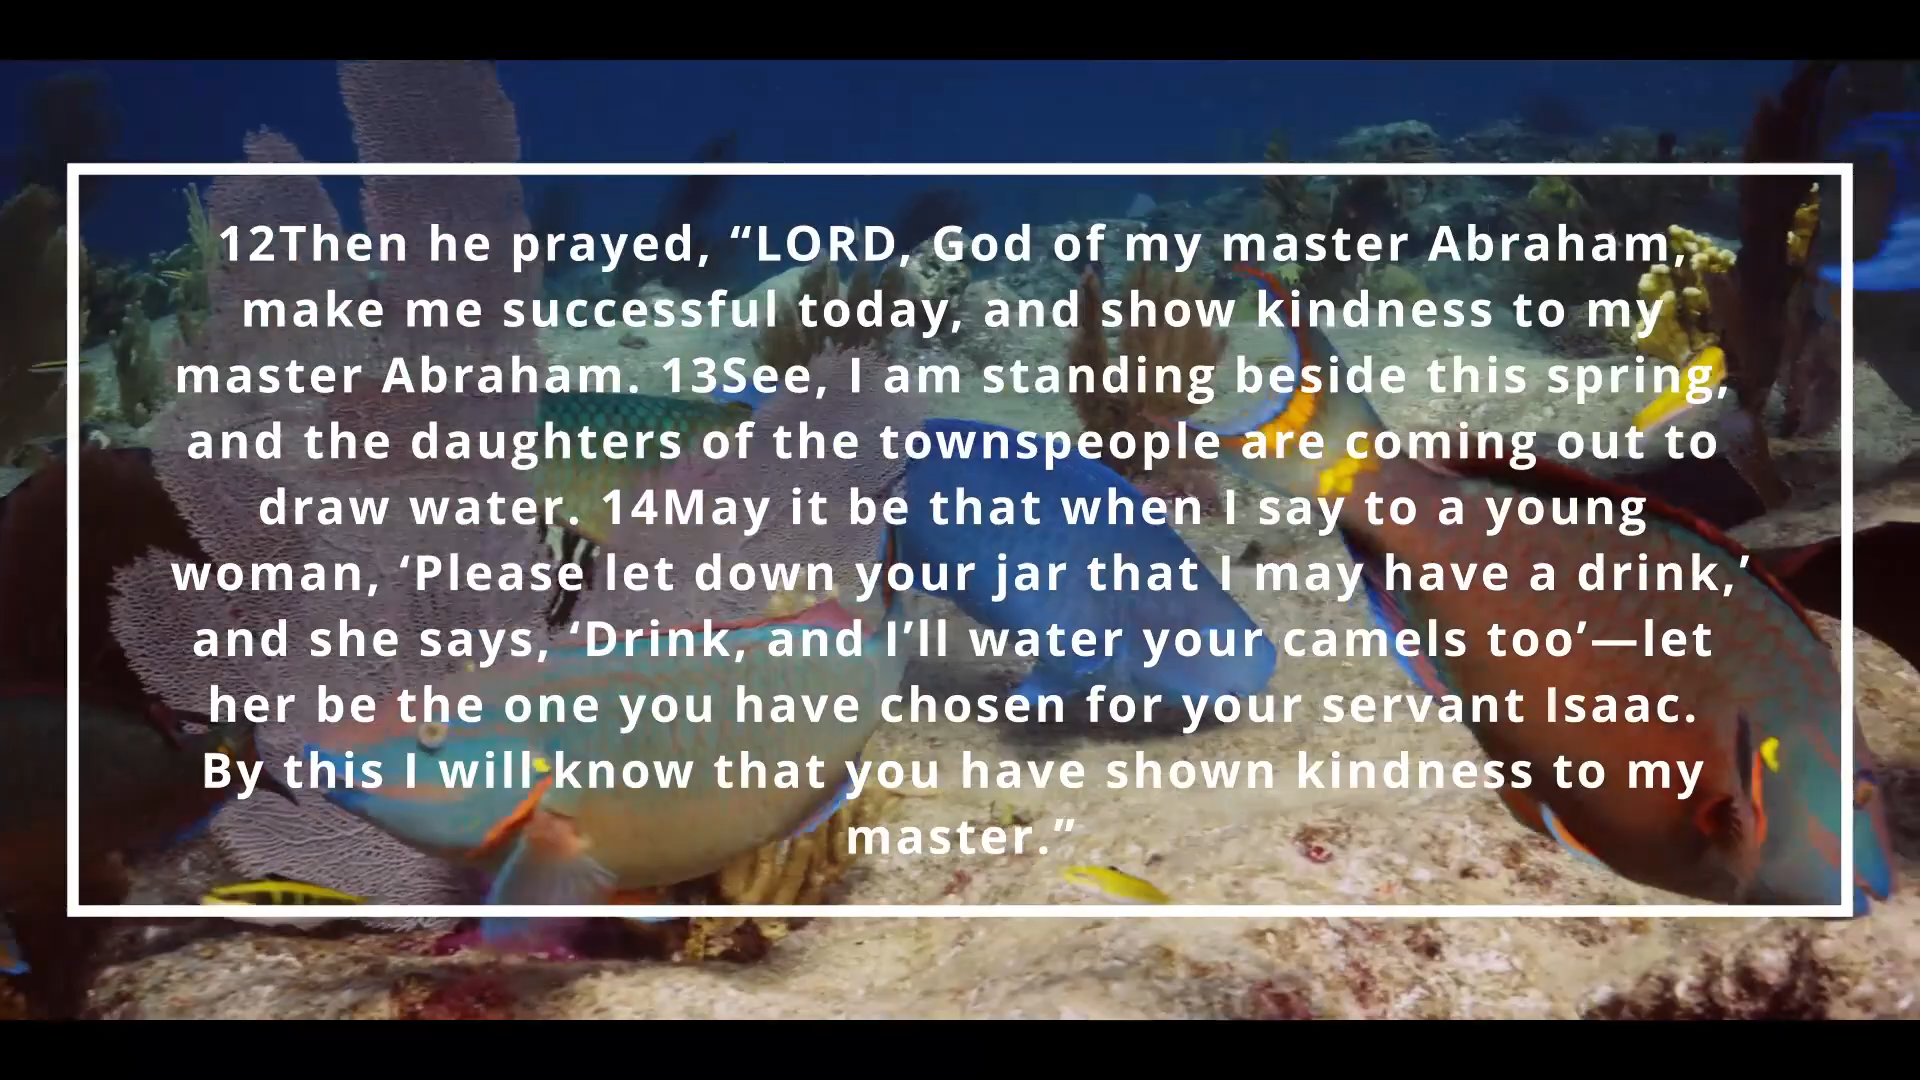 12Then he prayed, “LORD, God of my master Abraham,
make me successful today, and show kindness to my
master Abraham. 13See, I am standing beside this spring,
and the daughters of the townspeople are coming out to
draw water. 14May it be that when I say to a young
woman, ‘Please let down your jar that I may have a drink,’
and she says, ‘Drink, and I’ll water your camels too’—let
her be the one you have chosen for your servant Isaac.
By this I will know that you have shown kindness to my
master.”